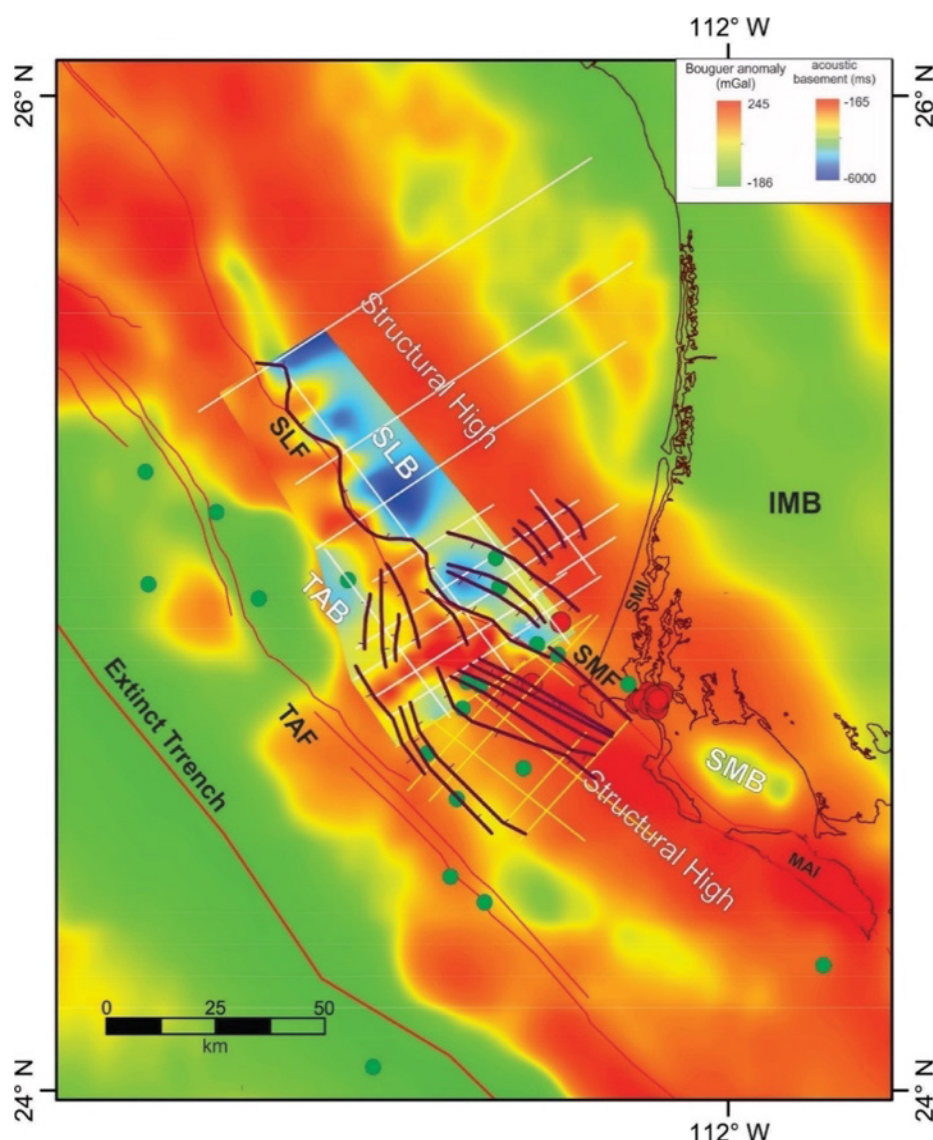 112° W
26° N
26° N
Bouguer anomaly
(mGal)
245
-186
acoustic
basement (ms)
-165
-6000
Structural High
SLF
SLB
IMB
TAB
SMI
SMF
Extinct Trrench
TAF
SMB
Structural High
MAI
0 25 50
km
24° N
24° N
112° W